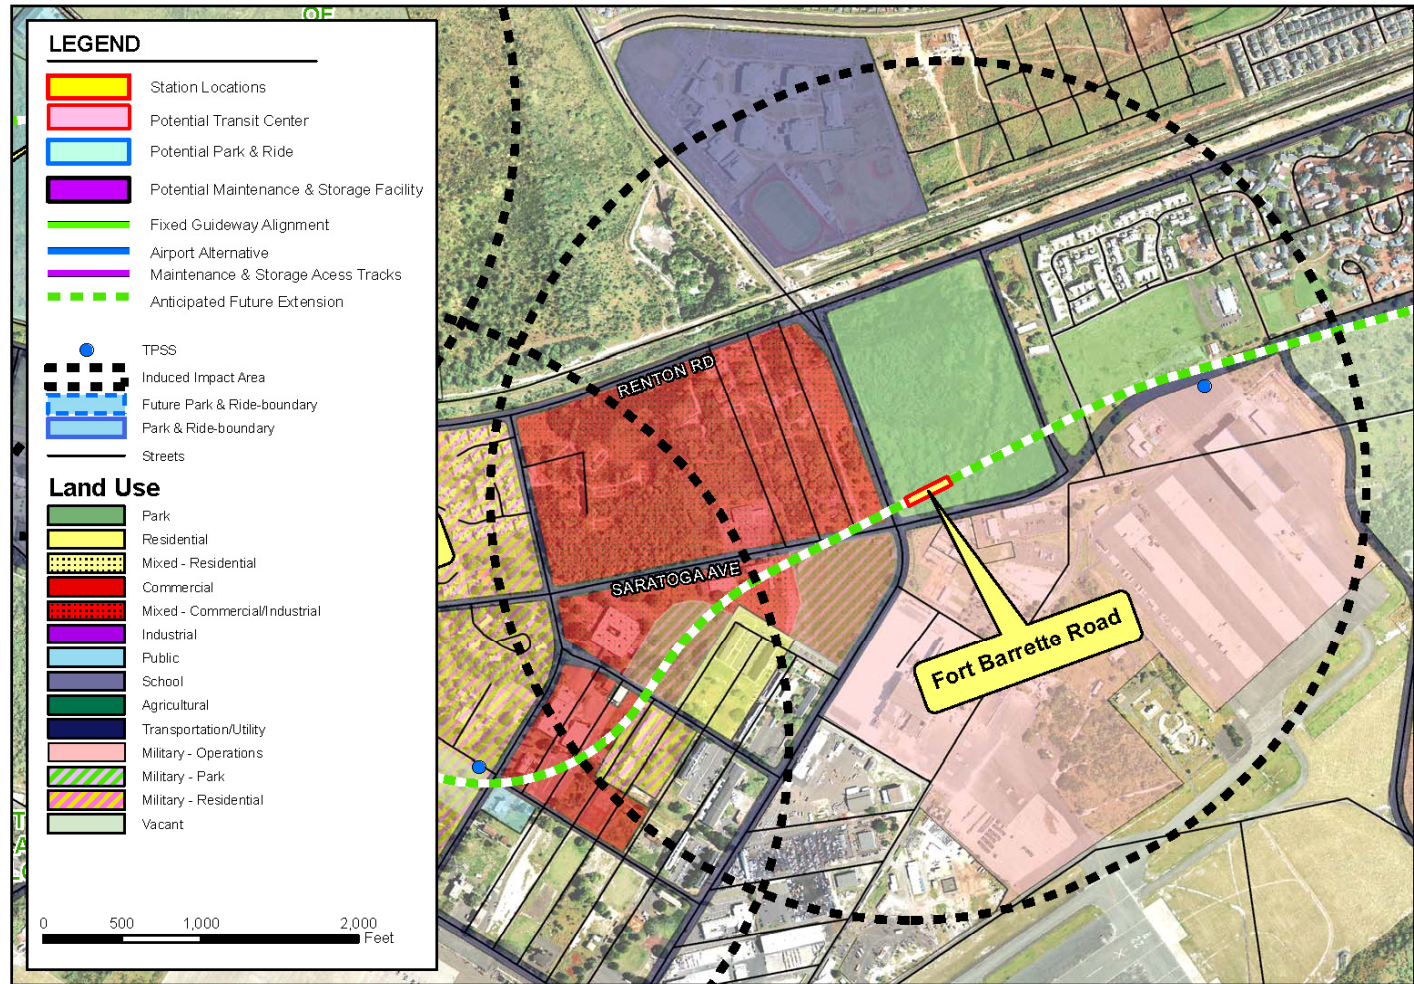 OF
LEGEND
Station Locations
Potential Transit Center
Potential Park & Ride
Potential Maintenance & Storage Facility
Fixed Guideway Alignment
Airport Alternative
Maintenance & Storage Acess Tracks
Anticipated Future Extension
TPSS
Induced Impact Area
Future Park & Ride-boundary
Park & Ride-boundary
Streets
Land Use
Park
Residential
Mixed - Residential
Commercial
Mixed - Commercial/Industrial
Industrial
Public
School
Agricultural
Transportation/Utility
Military - Operations
Military - Park
Military - Residential
Vacant
0 500 1,000 2,000
Feet
RENTON RD
SARATOGA AVE
Fort Barrette Road